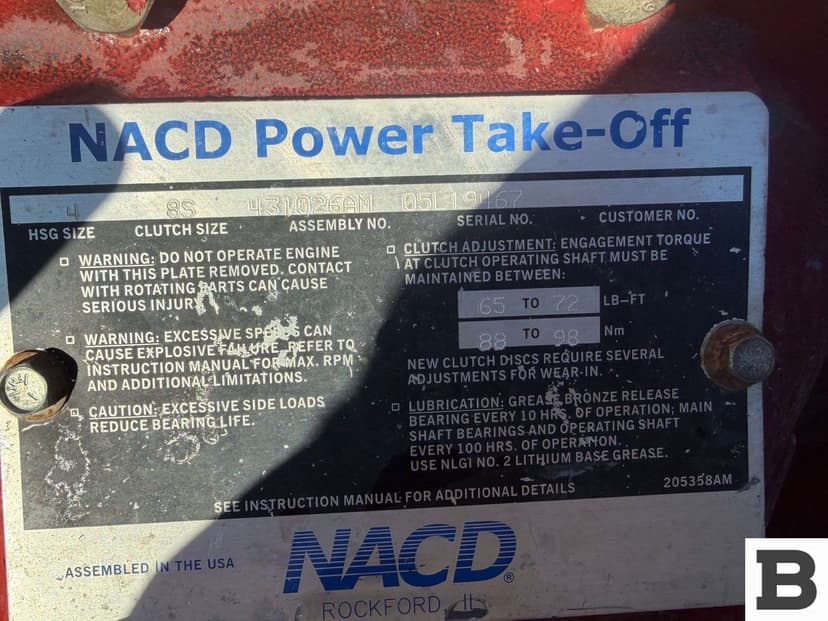 NACD Power Take-Off
4 8S 431026AM 05L19467
HSG SIZE CLUTCH SIZE ASSEMBLY NO. SERIAL NO. CUSTOMER NO.
WARNING: DO NOT OPERATE ENGINE
WITH THIS PLATE REMOVED. CONTACT
WITH ROTATING PARTS CAN CAUSE
SERIOUS INJURY.
WARNING: EXCESSIVE SPEEDS CAN
CAUSE EXPLOSIVE FAILURE. REFER TO
INSTRUCTION MANUAL FOR MAX. RPM
AND ADDITIONAL LIMITATIONS.
CAUTION: EXCESSIVE SIDE LOADS
REDUCE BEARING LIFE.
CLUTCH ADJUSTMENT: ENGAGEMENT TORQUE
AT CLUTCH OPERATING SHAFT MUST BE
MAINTAINED BETWEEN:
65 TO 72 LB-FT
88 TO 98 Nm
NEW CLUTCH DISCS REQUIRE SEVERAL
ADJUSTMENTS FOR WEAR-IN.
LUBRICATION: GREASE BRONZE RELEASE
BEARING EVERY 10 HRS. OF OPERATION; MAIN
SHAFT BEARINGS AND OPERATING SHAFT
EVERY 100 HRS. OF OPERATION.
USE NLGI NO. 2 LITHIUM BASE GREASE.
205358AM
SEE INSTRUCTION MANUAL FOR ADDITIONAL DETAILS
ASSEMBLED IN THE USA
NACD®
ROCKFORD, IL
B